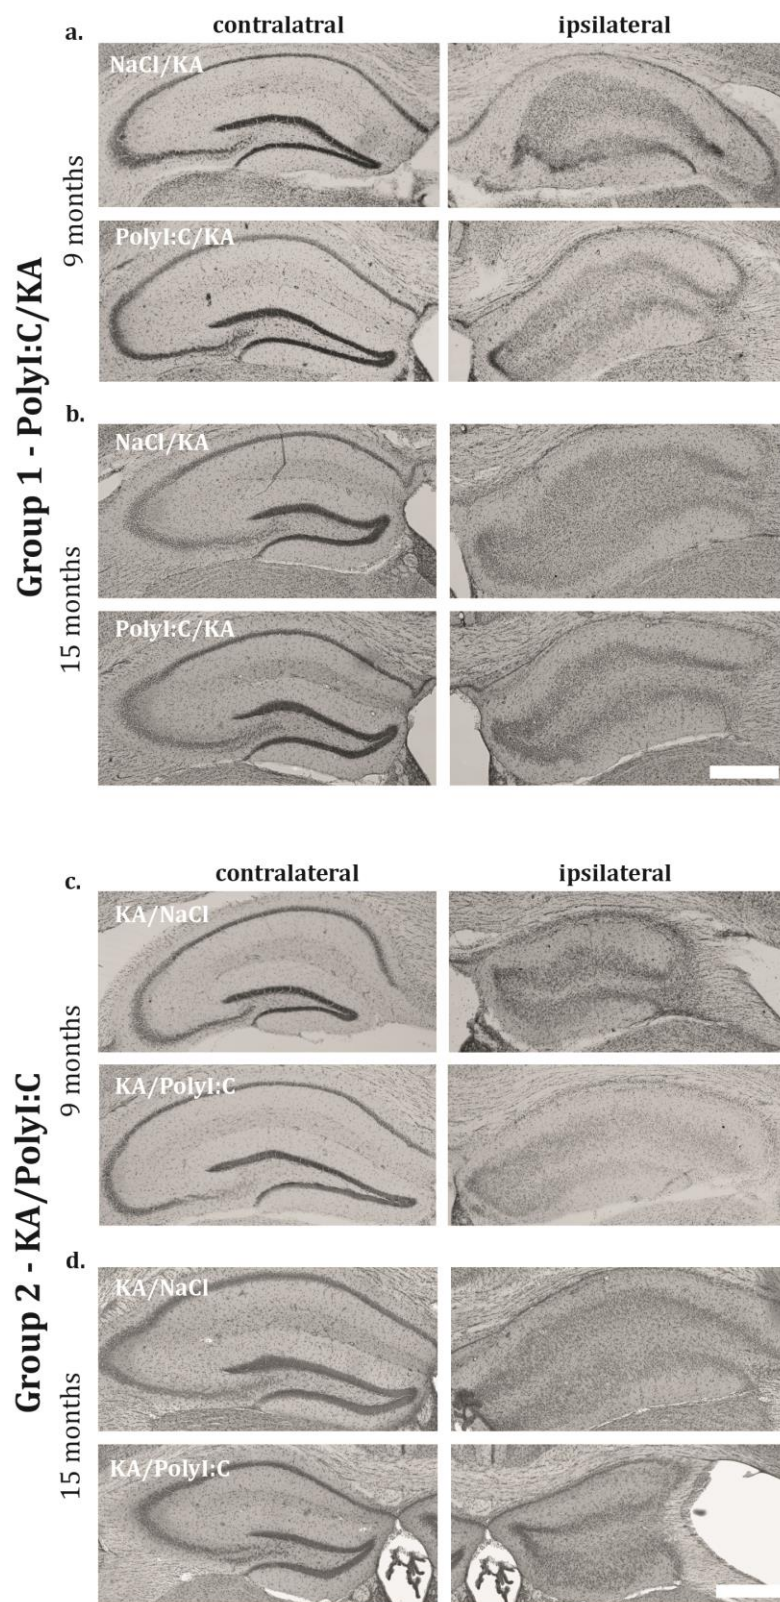 Group 1 - PolyI:C/KA
a.
contralatral
ipsilateral
9 months
NaCl/KA
PolyI:C/KA
b.
15 months
NaCl/KA
PolyI:C/KA
Group 2 - KA/PolyI:C
c.
contralateral
ipsilateral
9 months
KA/NaCl
KA/PolyI:C
d.
15 months
KA/NaCl
KA/PolyI:C